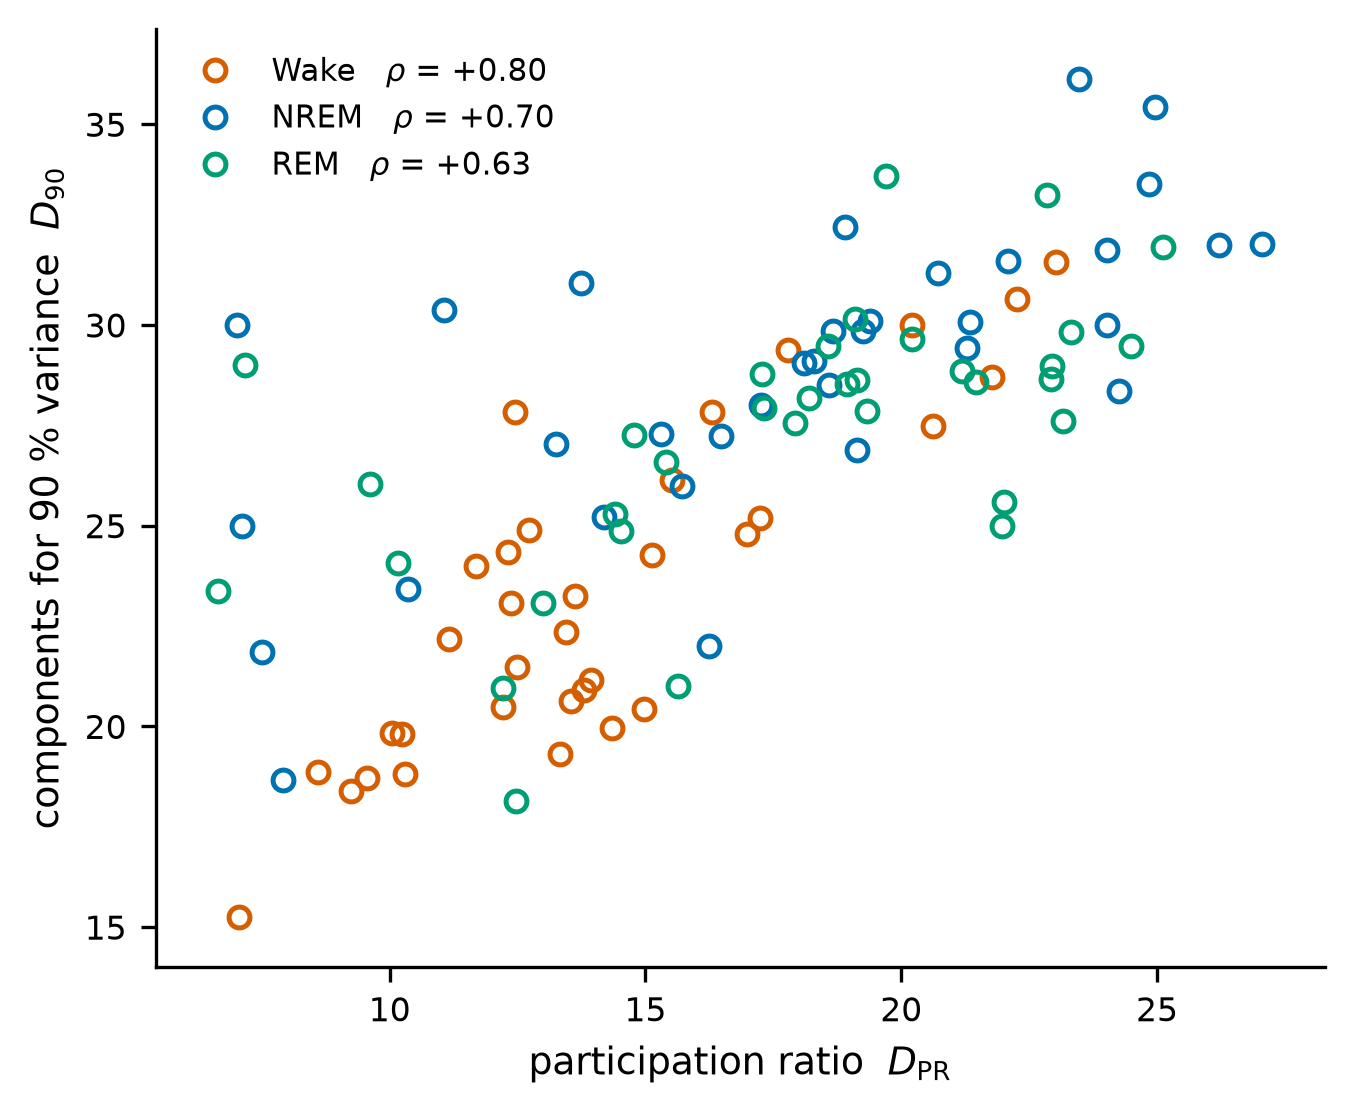 Wake ρ = +0.80
NREM ρ = +0.70
REM ρ = +0.63
components for 90 % variance D90
35
30
25
20
15
10 15 20 25
participation ratio DPR